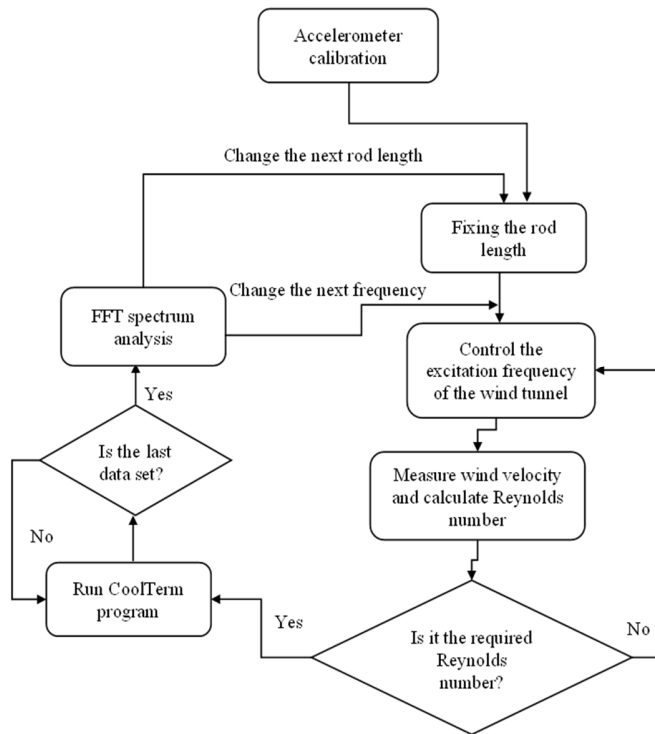 Accelerometer
calibration
Change the next rod length
Fixing the rod
length
Change the next frequency
FFT spectrum
analysis
Control the
excitation frequency
of the wind tunnel
Yes
Is the last
data set?
Measure wind velocity
and calculate Reynolds
number
No
Run CoolTerm
program
Yes
Is it the required
Reynolds
number?
No